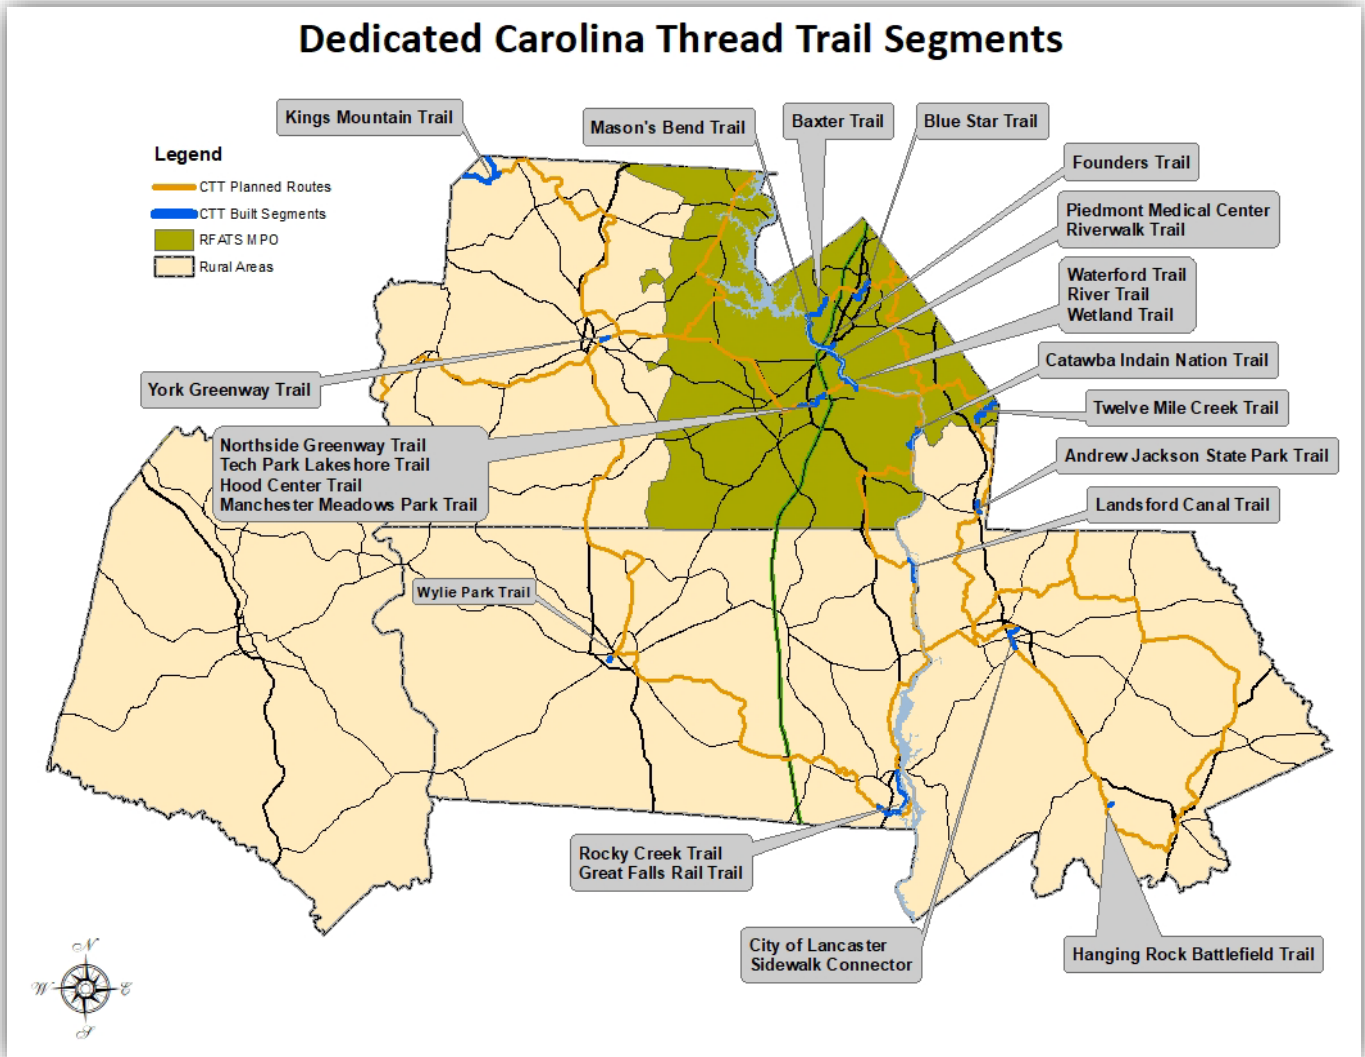 Dedicated Carolina Thread Trail Segments
Kings Mountain Trail
Mason's Bend Trail
Baxter Trail
Blue Star Trail
Legend
CTT Planned Routes
CTT Built Segments
RFATS MPO
Rural Areas
Founders Trail
Piedmont Medical Center
Riverwalk Trail
Waterford Trail
River Trail
Wetland Trail
Catawba Indain Nation Trail
York Greenway Trail
Twelve Mile Creek Trail
Northside Greenway Trail
Tech Park Lakeshore Trail
Hood Center Trail
Manchester Meadows Park Trail
Andrew Jackson State Park Trail
Landsford Canal Trail
Wylie Park Trail
Rocky Creek Trail
Great Falls Rail Trail
City of Lancaster
Sidewalk Connector
Hanging Rock Battlefield Trail
N
W E
S